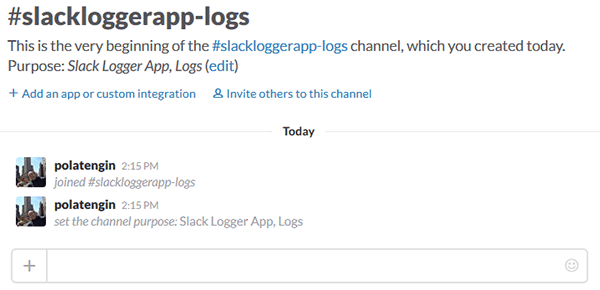 #slackloggerapp-logs
This is the very beginning of the #slackloggerapp-logs channel, which you created today.
Purpose: Slack Logger App, Logs (edit)
+ Add an app or custom integration Invite others to this channel
Today
polatengin 2:15 PM
joined #slackloggerapp-logs
polatengin 2:15 PM
set the channel purpose: Slack Logger App, Logs
+